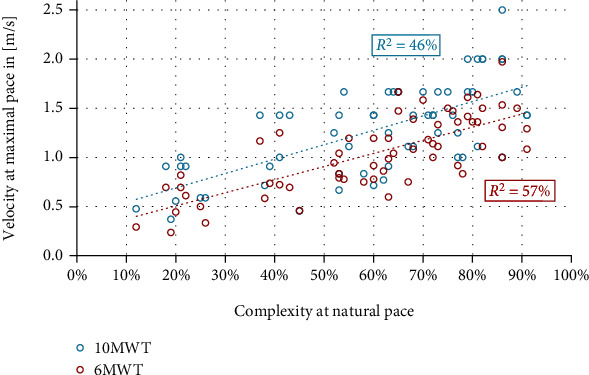 Velocity at maximal pace in [m/s]
2.5
2.0
1.5
1.0
0.5
0.0
R² = 46%
R² = 57%
0% 10% 20% 30% 40% 50% 60% 70% 80% 90% 100%
Complexity at natural pace
10MWT
6MWT